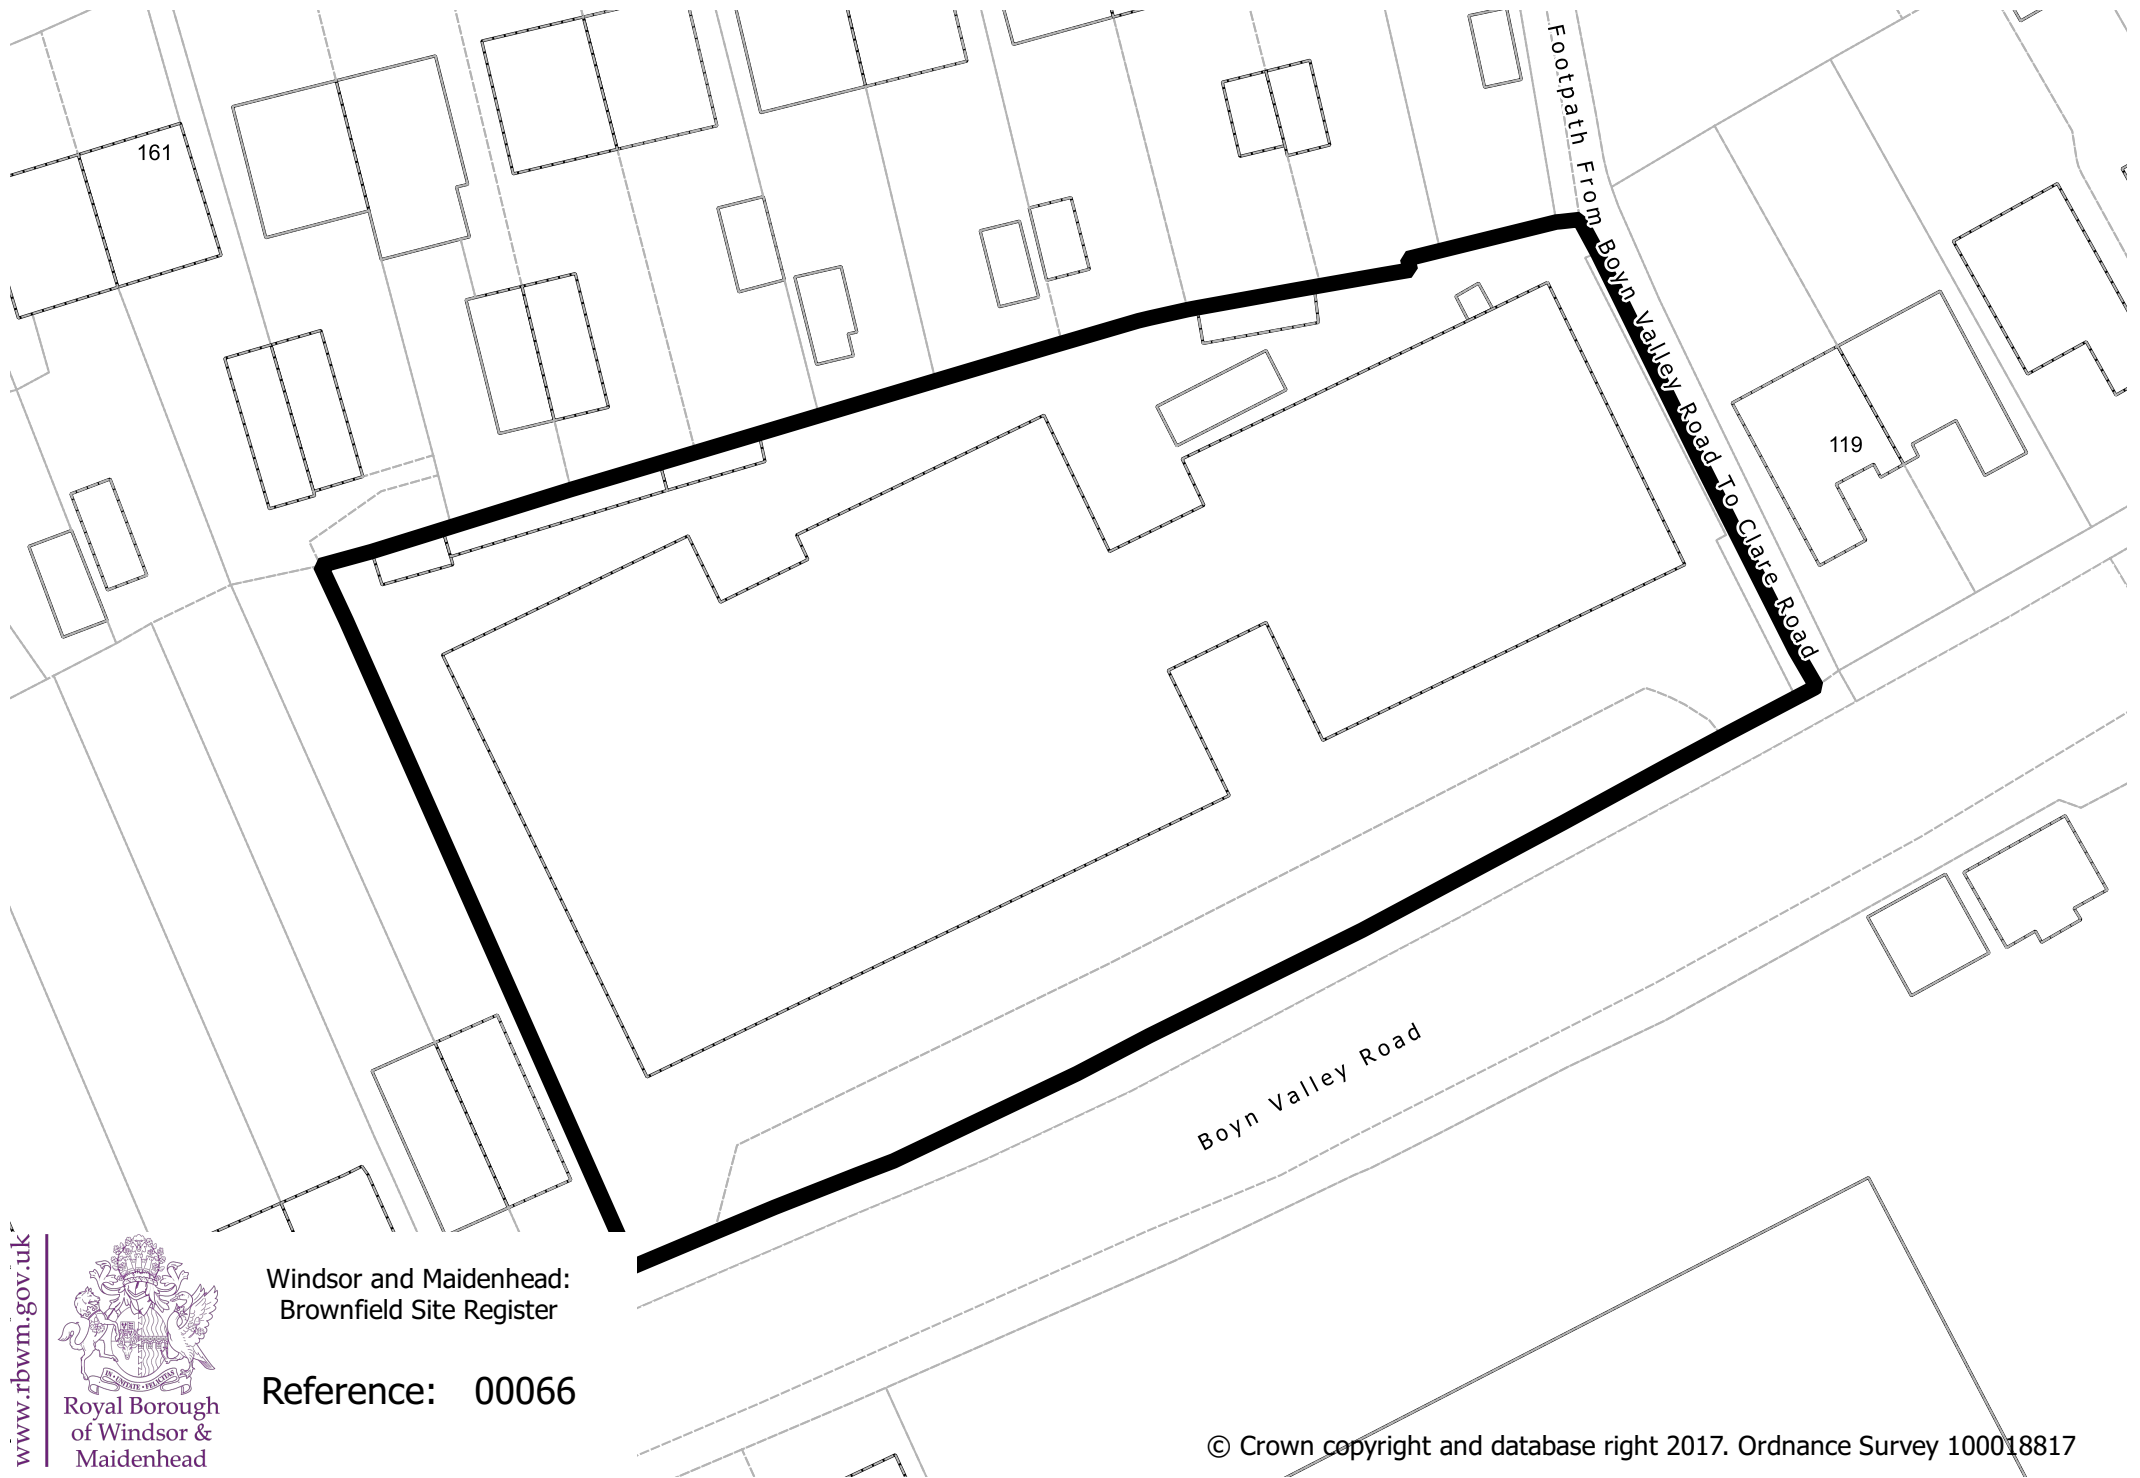 161
Footpath From Boyn Valley Road To Clare Road
119
Boyn Valley Road
www.rbwm.gov.uk
Windsor and Maidenhead:
Brownfield Site Register
Reference: 00066
Royal Borough
of Windsor &
Maidenhead
© Crown copyright and database right 2017. Ordnance Survey 100018817